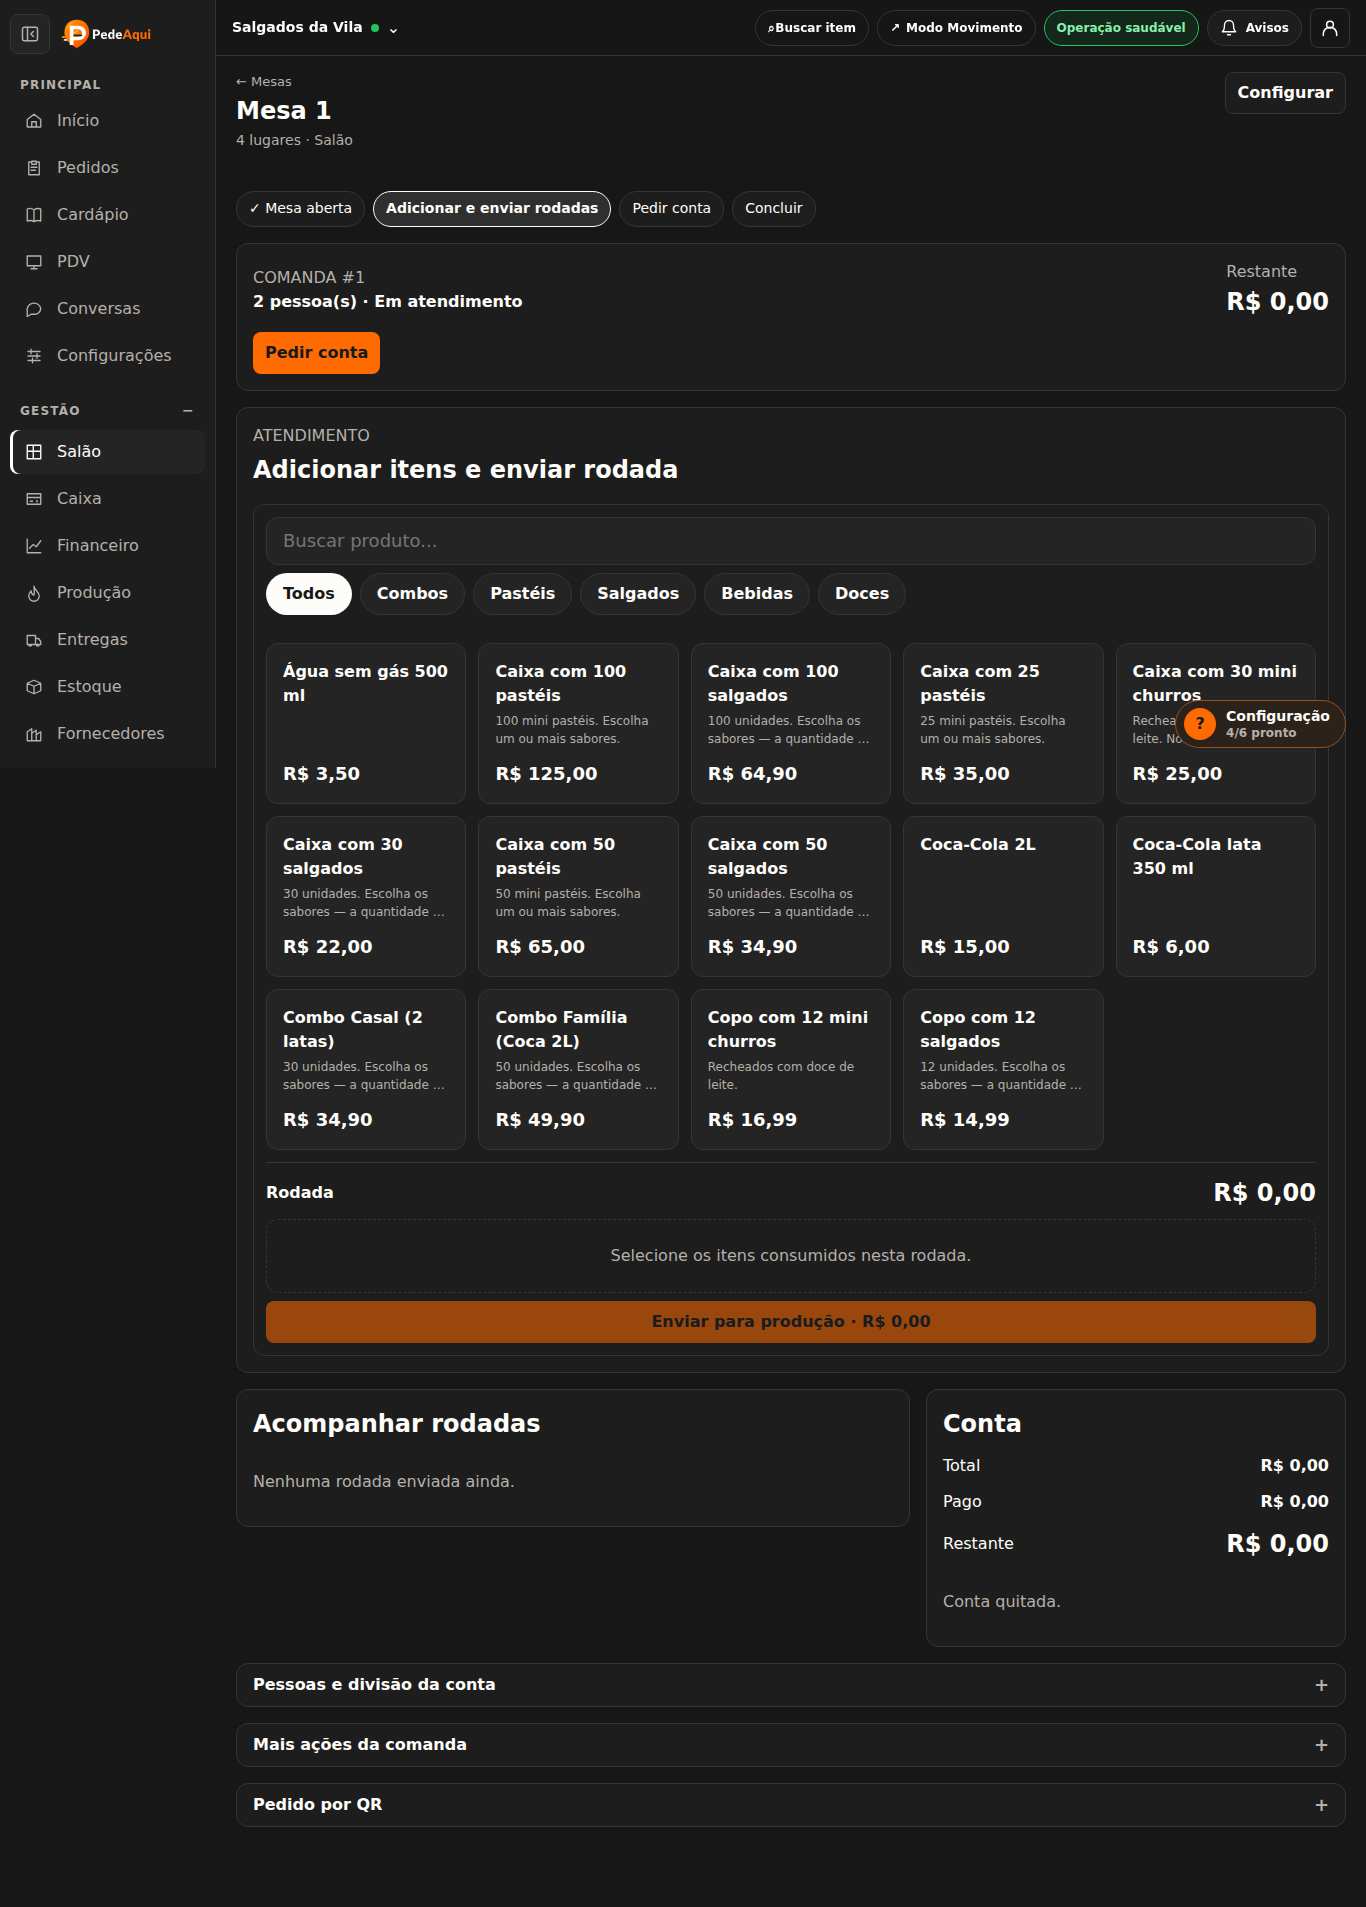 PedeAqui
PRINCIPAL
Início
Pedidos
Cardápio
PDV
Conversas
Configurações
GESTÃO −
Salão
Caixa
Financeiro
Produção
Entregas
Estoque
Fornecedores
Salgados da Vila
Buscar item
↗ Modo Movimento
Operação saudável
Avisos
← Mesas
Mesa 1
4 lugares · Salão
Configurar
✓ Mesa aberta
Adicionar e enviar rodadas
Pedir conta
Concluir
COMANDA #1
2 pessoa(s) · Em atendimento
Restante
R$ 0,00
Pedir conta
ATENDIMENTO
Adicionar itens e enviar rodada
Buscar produto...
Todos
Combos
Pastéis
Salgados
Bebidas
Doces
Água sem gás 500
ml
R$ 3,50
Caixa com 100
pastéis
100 mini pastéis. Escolha
um ou mais sabores.
R$ 125,00
Caixa com 100
salgados
100 unidades. Escolha os
sabores — a quantidade ...
R$ 64,90
Caixa com 25
pastéis
25 mini pastéis. Escolha
um ou mais sabores.
R$ 35,00
Caixa com 30 mini
churros
leite.
R$ 25,00
?
Configuração
4/6 pronto
Caixa com 30
salgados
30 unidades. Escolha os
sabores — a quantidade ...
R$ 22,00
Caixa com 50
pastéis
50 mini pastéis. Escolha
um ou mais sabores.
R$ 65,00
Caixa com 50
salgados
50 unidades. Escolha os
sabores — a quantidade ...
R$ 34,90
Coca-Cola 2L
R$ 15,00
Coca-Cola lata
350 ml
R$ 6,00
Combo Casal (2
latas)
30 unidades. Escolha os
sabores — a quantidade ...
R$ 34,90
Combo Família
(Coca 2L)
50 unidades. Escolha os
sabores — a quantidade ...
R$ 49,90
Copo com 12 mini
churros
Recheados com doce de
leite.
R$ 16,99
Copo com 12
salgados
12 unidades. Escolha os
sabores — a quantidade ...
R$ 14,99
Rodada
R$ 0,00
Selecione os itens consumidos nesta rodada.
Enviar para produção · R$ 0,00
Acompanhar rodadas
Nenhuma rodada enviada ainda.
Conta
Total R$ 0,00
Pago R$ 0,00
Restante R$ 0,00
Conta quitada.
Pessoas e divisão da conta +
Mais ações da comanda +
Pedido por QR +